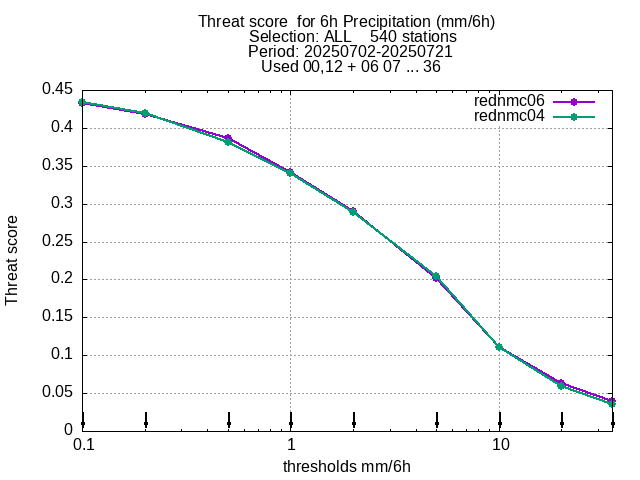 Threat score  for 6h Precipitation (mm/6h)
Selection: ALL    540 stations
Period: 20250702-20250721
Used 00,12 + 06 07 ... 36
rednmc06
rednmc04
0.45
0.4
0.35
0.3
0.25
0.2
0.15
0.1
0.05
0
Threat score
0.1 1 10
thresholds mm/6h